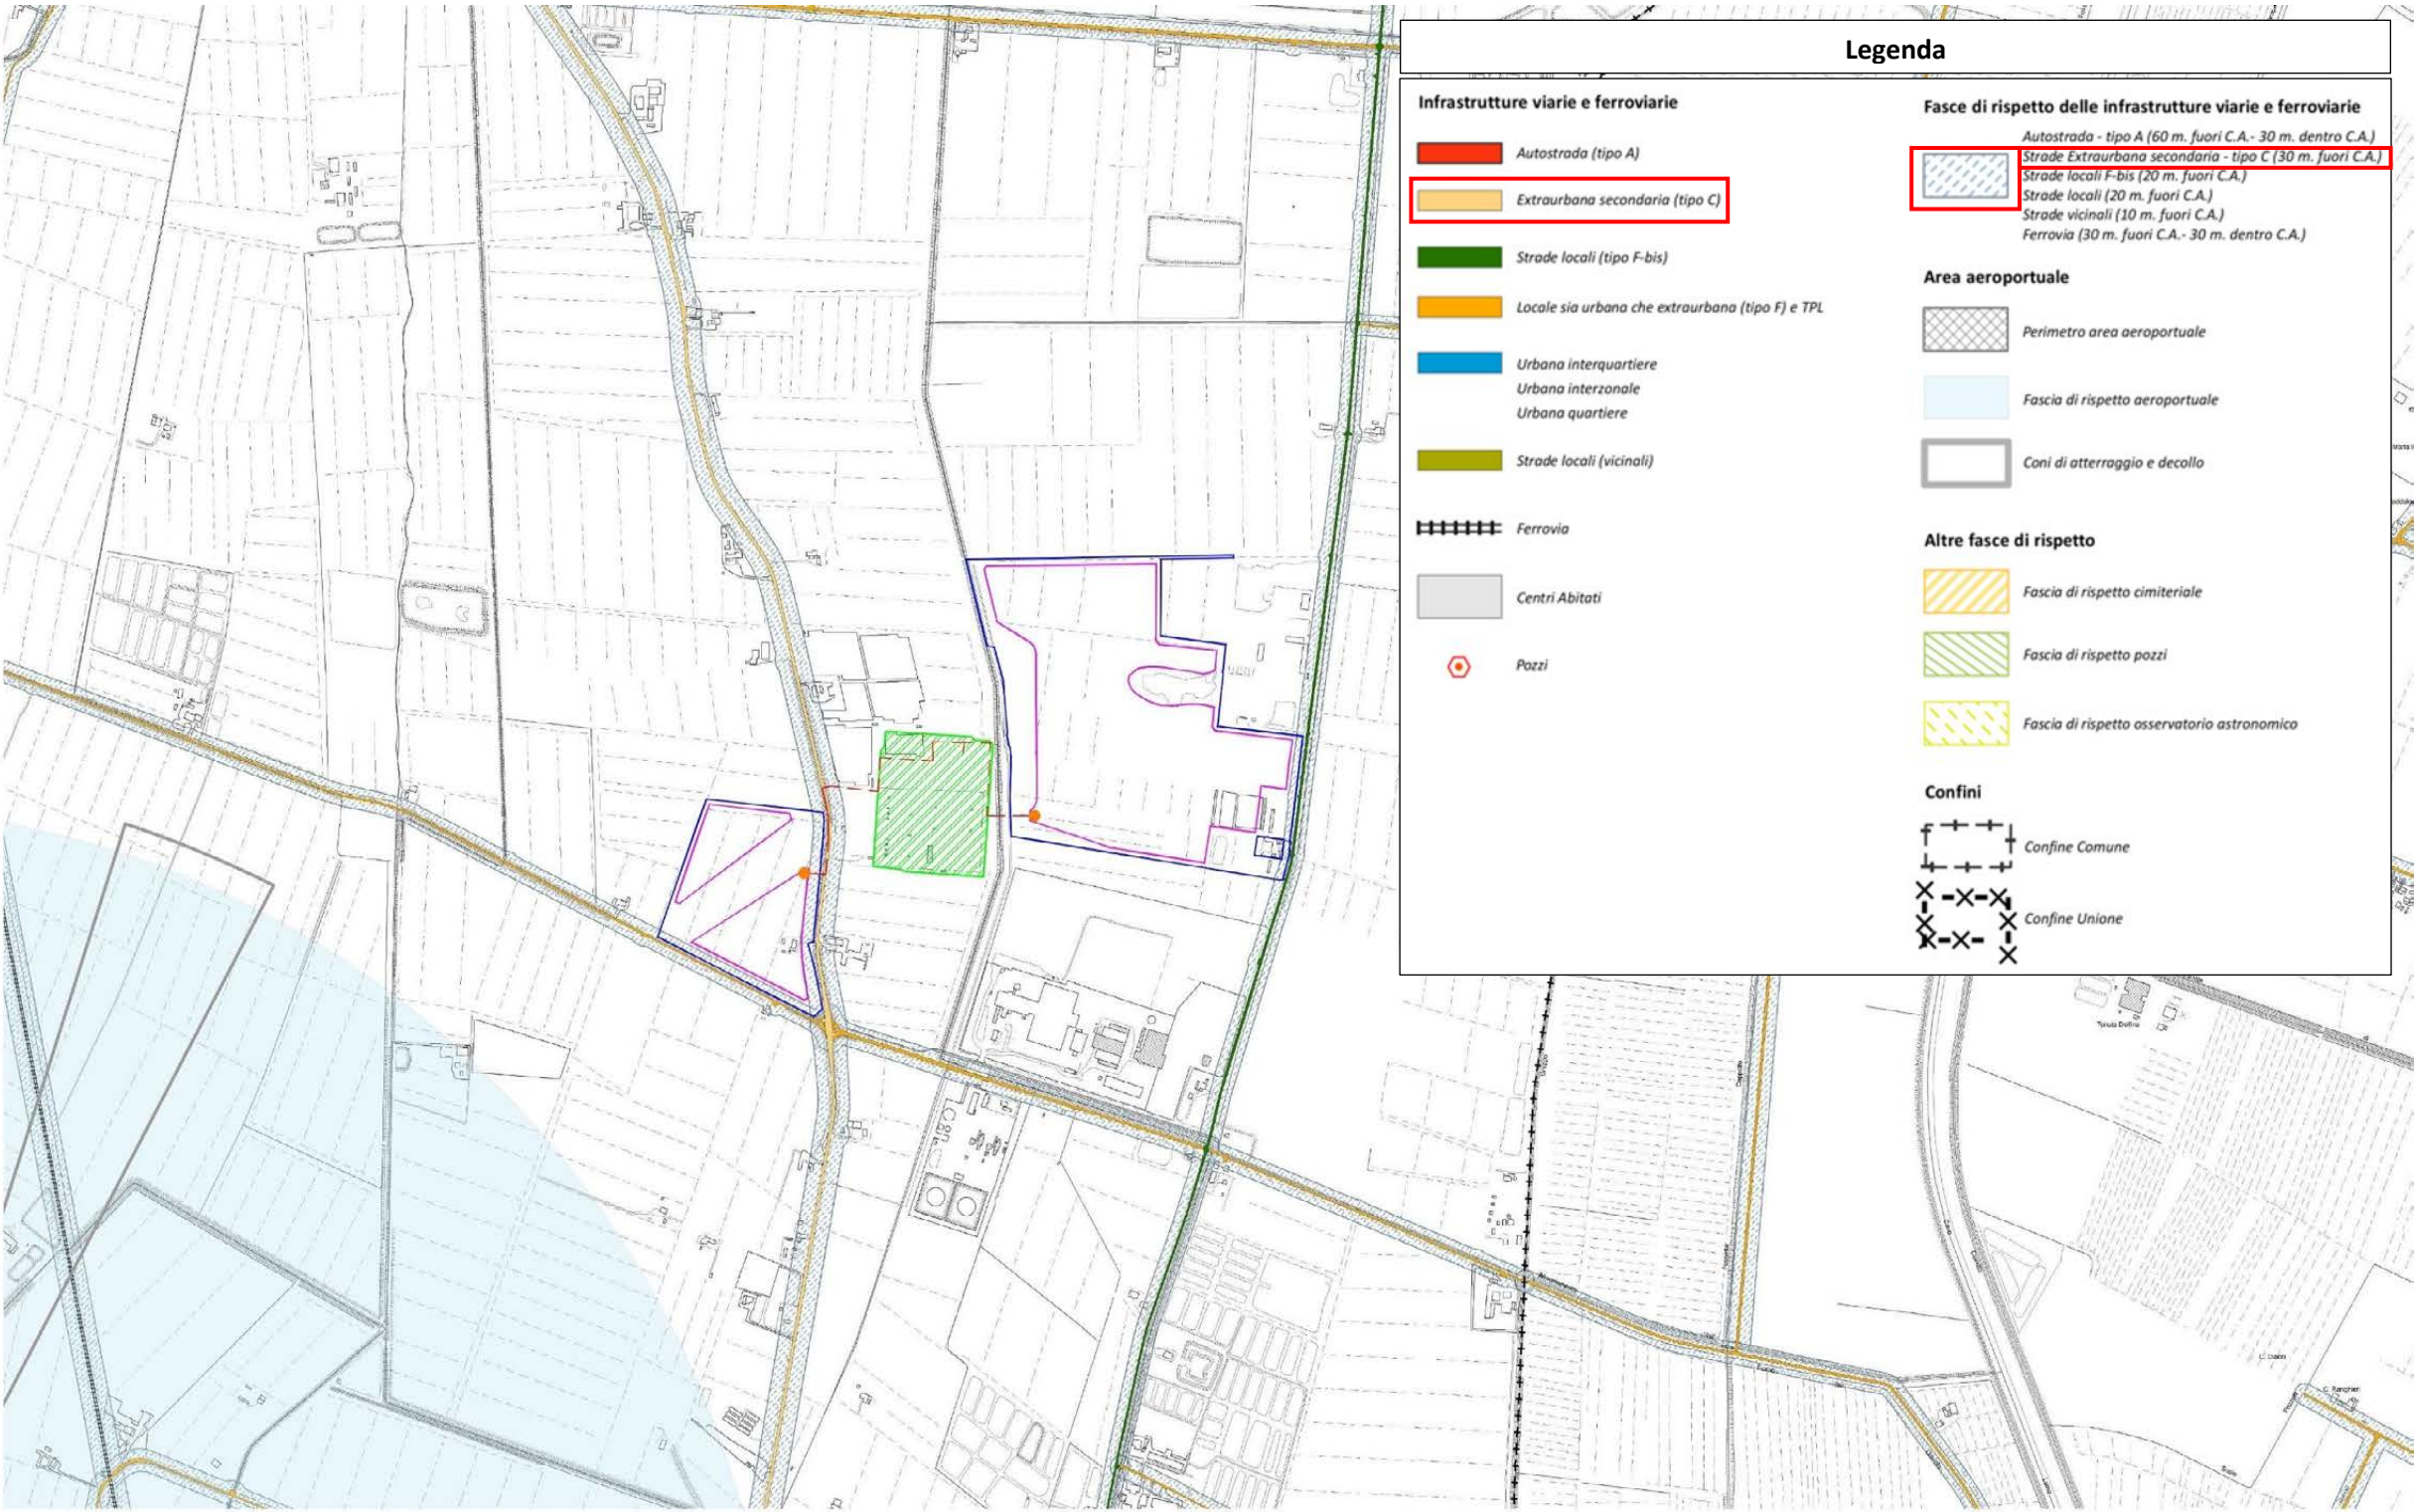 Legenda
Infrastrutture viarie e ferroviarie
Autostrada (tipo A)
Extraurbana secondaria (tipo C)
Strade locali (tipo F-bis)
Locale sia urbana che extraurbana (tipo F) e TPL
Urbana interquartiere
Urbana interzonale
Urbana quartiere
Strade locali (vicinali)
Ferrovia
Centri Abitati
Pozzi
Fasce di rispetto delle infrastrutture viarie e ferroviarie
Autostrada - tipo A (60 m. fuori C.A.- 30 m. dentro C.A.)
Strade Extraurbana secondaria - tipo C (30 m. fuori C.A.)
Strade locali F-bis (20 m. fuori C.A.)
Strade locali (20 m. fuori C.A.)
Strade vicinali (10 m. fuori C.A.)
Ferrovia (30 m. fuori C.A.- 30 m. dentro C.A.)
Area aeroportuale
Perimetro area aeroportuale
Fascia di rispetto aeroportuale
Coni di atterraggio e decollo
Altre fasce di rispetto
Fascia di rispetto cimiteriale
Fascia di rispetto pozzi
Fascia di rispetto osservatorio astronomico
Confini
Confine Comune
Confine Unione